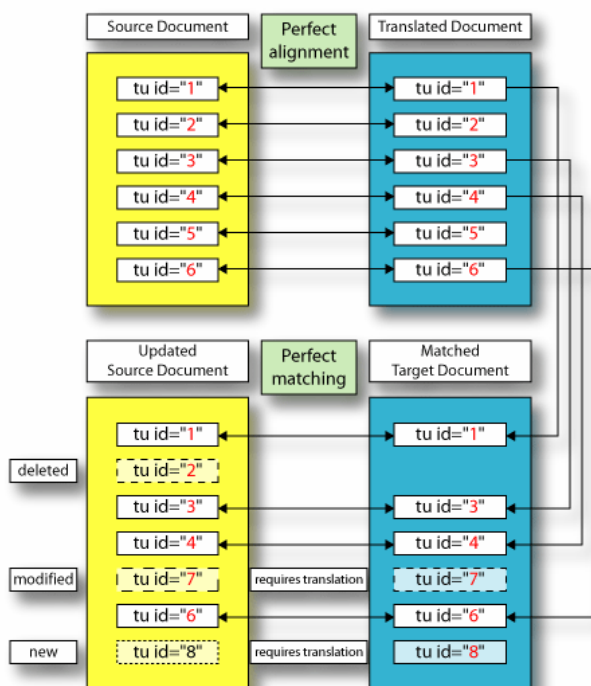 Source Document
Perfect
alignment
Translated Document
tu id="1"
tu id="1"
tu id="2"
tu id="2"
tu id="3"
tu id="3"
tu id="4"
tu id="4"
tu id="5"
tu id="5"
tu id="6"
tu id="6"
Updated
Source Document
Perfect
matching
Matched
Target Document
tu id="1"
tu id="1"
deleted
tu id="2"
tu id="3"
tu id="3"
tu id="4"
tu id="4"
modified
tu id="7"
requires translation
tu id="7"
tu id="6"
tu id="6"
new
tu id="8"
requires translation
tu id="8"